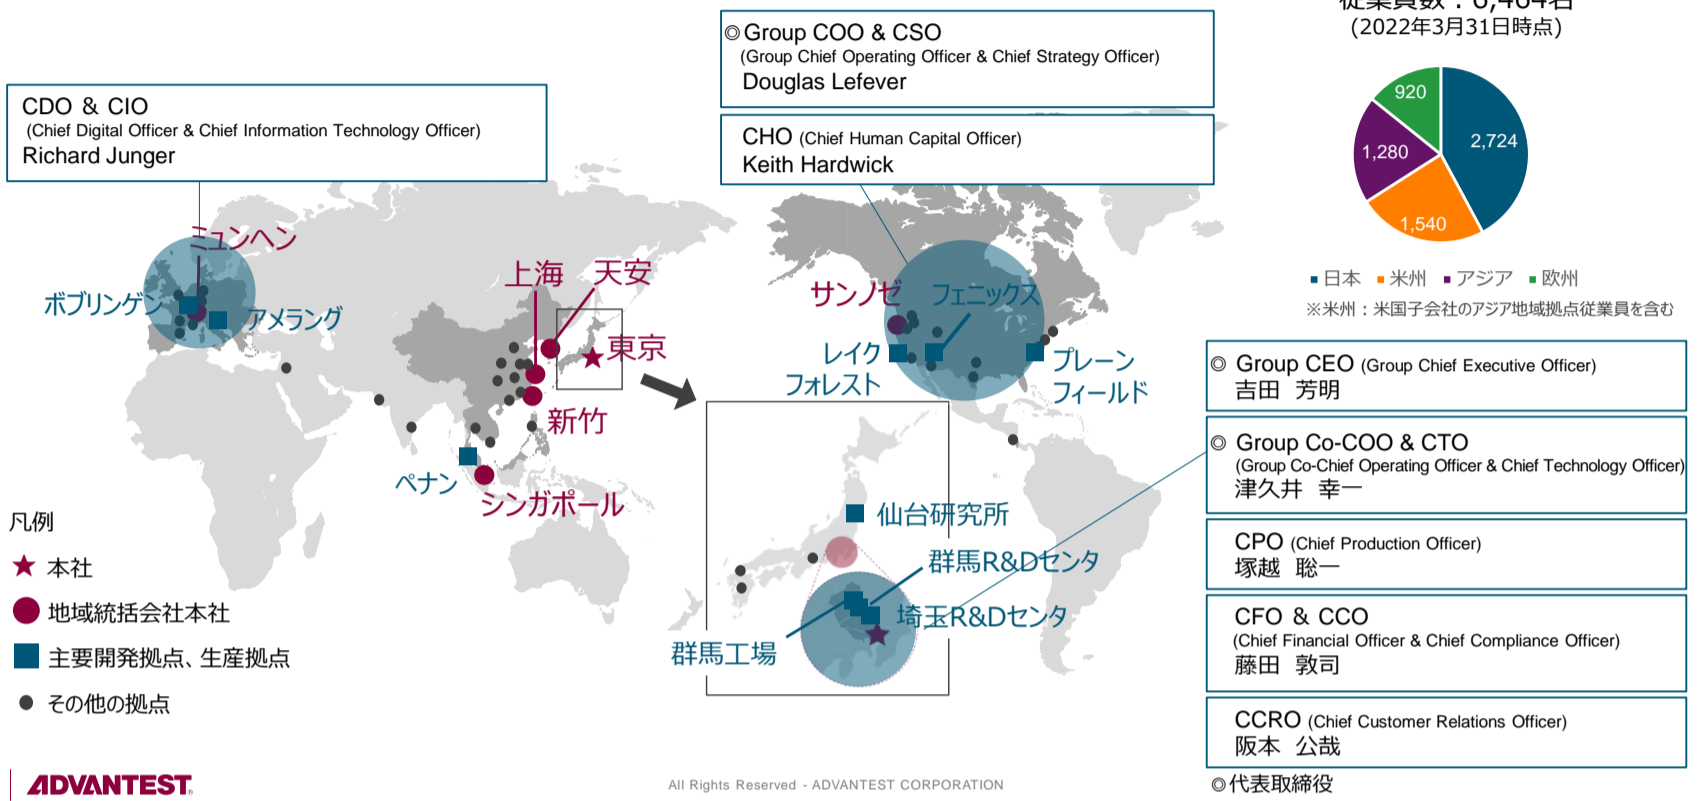 従業員数：6,464名
(2022年3月31日時点)
◎ Group COO & CSO
(Group Chief Operating Officer & Chief Strategy Officer)
Douglas Lefever
CHO (Chief Human Capital Officer)
Keith Hardwick
CDO & CIO
(Chief Digital Officer & Chief Information Technology Officer)
Richard Junger
920
2,724
1,280
1,540
日本 米州 アジア 欧州
※米州：米国子会社のアジア地域拠点従業員を含む
ミュンヘン
ボブリンゲン
アメラング
上海
天安
東京
新竹
ペナン
シンガポール
サンノゼ
フェニックス
レイク
フォレスト
プレーン
フィールド
仙台研究所
群馬R&Dセンタ
埼玉R&Dセンタ
群馬工場
◎ Group CEO (Group Chief Executive Officer)
吉田 芳明
◎ Group Co-COO & CTO
(Group Co-Chief Operating Officer & Chief Technology Officer)
津久井 幸一
CPO (Chief Production Officer)
塚越 聡一
CFO & CCO
(Chief Financial Officer & Chief Compliance Officer)
藤田 敦司
CCRO (Chief Customer Relations Officer)
阪本 公哉
◎代表取締役
凡例
本社
地域統括会社本社
主要開発拠点、生産拠点
その他の拠点
ADVANTEST
All Rights Reserved - ADVANTEST CORPORATION